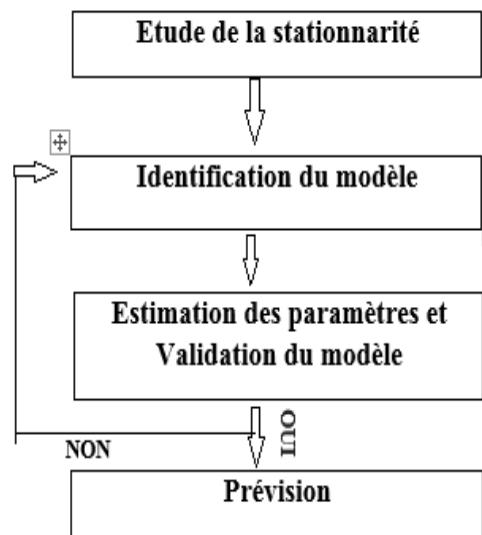 Etude de la stationnarité
Identification du modèle
Estimation des paramètres et
Validation du modèle
OUI
NON
Prévision